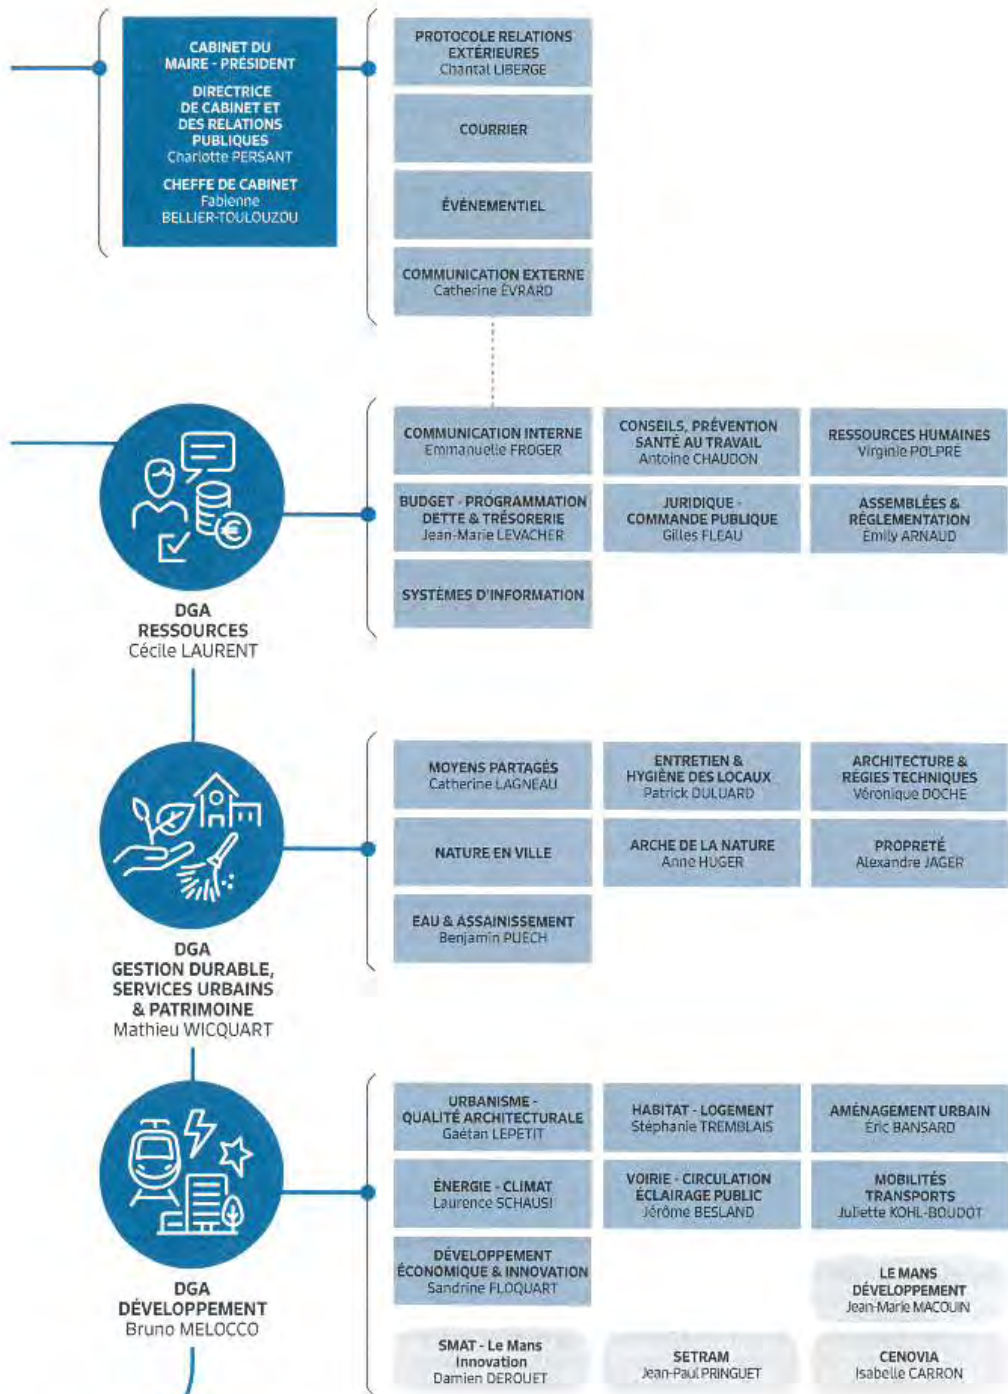 CABINET DU
MAIRE - PRÉSIDENT
DIRECTRICE
DE CABINET ET
DES RELATIONS
PUBLIQUES
Charlotte PERSANT
CHEFFE DE CABINET
Fabienne
BELLIER-TOULOUZOU
PROTOCOLE RELATIONS
EXTÉRIEURES
Chantal LIBERGE
COURRIER
ÉVÉNEMENTIEL
COMMUNICATION EXTERNE
Catherine ÉVRARD
DGA
RESSOURCES
Cécile LAURENT
COMMUNICATION INTERNE
Emmanuelle FROGER
CONSEILS, PRÉVENTION
SANTÉ AU TRAVAIL
Antoine CHAUDON
RESSOURCES HUMAINES
Virginie POLPRÉ
BUDGET - PROGRAMMATION
DETTE & TRÉSORERIE
Jean-Marie LEVACHER
JURIDIQUE -
COMMANDE PUBLIQUE
Gilles FLEAU
ASSEMBLÉES &
RÉGLEMENTATION
Émily ARNAUD
SYSTÈMES D'INFORMATION
DGA
GESTION DURABLE,
SERVICES URBAINS
& PATRIMOINE
Mathieu WICQUART
MOYENS PARTAGÉS
Catherine LAGNEAU
ENTRETIEN &
HYGIÈNE DES LOCAUX
Patrick DULUARD
ARCHITECTURE &
RÉGIES TECHNIQUES
Véronique DOCHE
NATURE EN VILLE
ARCHE DE LA NATURE
Anne HUGER
PROPRETÉ
Alexandre JAGER
EAU & ASSAINISSEMENT
Benjamin PUECH
DGA
DÉVELOPPEMENT
Bruno MELOCCO
URBANISME -
QUALITÉ ARCHITECTURALE
Gaétan LEPETIT
HABITAT - LOGEMENT
Stéphanie TREMBLAIS
AMÉNAGEMENT URBAIN
Éric BANSARD
ÉNERGIE - CLIMAT
Laurence SCHAUSI
VOIRIE - CIRCULATION
ÉCLAIRAGE PUBLIC
Jérôme BESLAND
MOBILITÉS
TRANSPORTS
Juliette KOHL-BOUDOT
DÉVELOPPEMENT
ÉCONOMIQUE & INNOVATION
Sandrine FLOQUART
LE MANS
DÉVELOPPEMENT
Jean-Marie MACOUIN
SMAT - Le Mans
Innovation
Damien DEROUET
SETRAM
Jean-Paul PRINGUET
CENOVIA
Isabelle CARRON